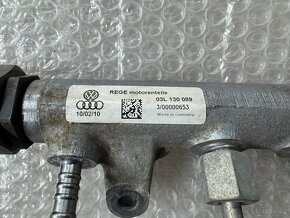 REGE motorenteile
03L 130 089
3/00000653
Made in Germany
10/02/10